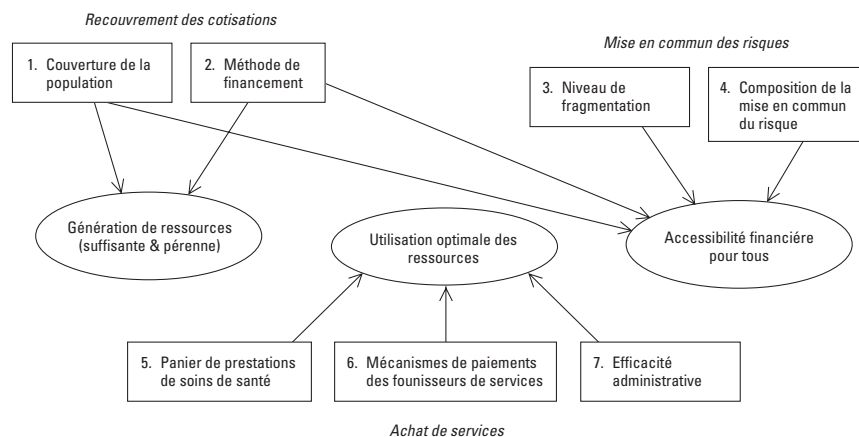 Recouvrement des cotisations
Mise en commun des risques
1. Couverture de la
population
2. Méthode de
financement
3. Niveau de
fragmentation
4. Composition de la
mise en commun
du risque
Génération de ressources
(suffisante & pérenne)
Utilisation optimale des
ressources
Accessibilité financiére
pour tous
5. Panier de prestations
de soins de santé
6. Mécanismes de paiements
des founisseurs de services
7. Efficacité
administrative
Achat de services